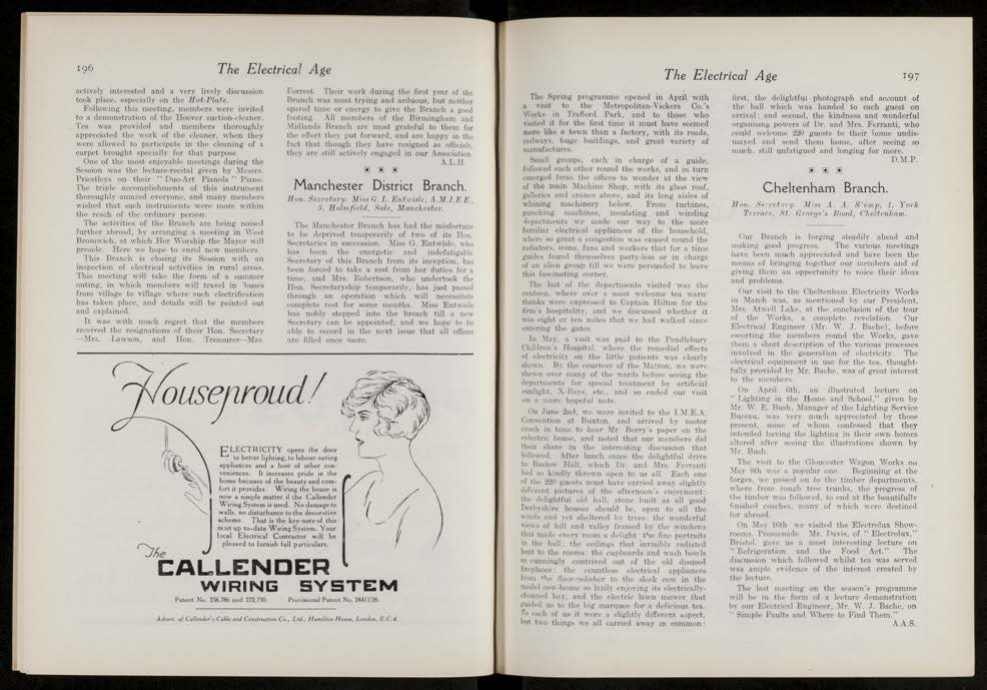 196
The Electrical Age
actively interested and a very lively discussion
took place, especially on the Hot-Plate.
Following this meeting, members were invited
to a demonstration of the Hoover suction-cleaner.
Tea was provided and members thoroughly
appreciated the work of the cleaner, when they
were allowed to participate in the cleaning of a
carpet brought specially for that purpose
One of the most enjoyable meetings during the
Session was the lecture-recital given by Messrs.
Priestleys on their "Duo-Art Pianola" Piano.
The triple accomplishments of this instrument
thoroughly amazed everyone, and many members
wished that such instruments were more within
the reach of the ordinary person.
The activities of the Branch are being noised
further abroad, by arranging a meeting in West
Bromwich, at which Her Worship the Mayor will
preside. Here we hope to enrol new members.
This Branch is closing its Session with an
inspection of electrical activities in rural areas.
This meeting will take the form of a summer
outing, in which members will travel in 'buses
from village to village where such electrification
has taken place, and details will be pointed out
and explained.
It was with much regret that the members
received the resignations of their Hon. Secretary
—Mrs. Lawson, and Hon. Treasurer—Mrs.
Forrest. Their work during the first year of the
Branch was most trying and arduous, but neither
spared time or energy to give the Branch a good
footing. All members of the Birmingham and
Midlands Branch are most grateful to them for
the effort they put forward, and are happy in the
fact that though they have resigned as officials,
they are still actively engaged in our Association.
A.L.H.
Manchester District Branch.
Hon. Secretary: Miss G. L. Entwisle, A.M.I.E.E.,
5, Holmfield, Sale, Manchester.
The Manchester Branch has had the misfortune
to be deprived temporarily of two of its Hon.
Secretaries in succession. Miss G. Entwisle, who
has been the energetic and indefatigable
Secretary of this Branch from its inception, has
been forced to take a rest from her duties for a
time, and Mrs. Robertson, who undertook the
Hon. Secretaryship temporarily, has just passed
through an operation which will necessitate
complete rest for some months. Miss Entwisle
has nobly stepped into the breach till a new
Secretary can be appointed, and we hope to be
able to record in the next issue that all offices
are filled once more.
Houseproud!
ELECTRICITY opens the door
to better lighting, to labour-saving
appliances and a host of other con-
veniences. It increases pride in the
home because of the beauty and com-
fort it provides. Wiring the house is
now a simple matter if the Callender
Wiring System is used. No damage to
walls, no disturbance to the decorative
scheme. That is the key-note of this
most up-to-date Wiring System. Your
local Electrical Contractor will be
pleased to furnish full particulars.
The
CALLENDER
WIRING SYSTEM
Patent No. 256,786 and 272,710. Provisional Patent No.
Advert. of Callender's Cable and Construction Co., Ltd., Hamilton House, London, E.C.4.
The Electrical Age
197
The Spring programme opened in April with
a visit to the Metropolitan-Vickers Co.'s
Works in Trafford Park, and to those who
visited it for the first time it must have seemed
more like a town than a factory, with its roads,
railways, huge buildings, and great variety of
manufactures.
Small groups, each in charge of a guide,
followed each other round the works, and in turn
emerged from the offices to wonder at the view
of the main Machine Shop, with its glass roof,
galleries and cranes above, and its long aisles of
whining machinery below. From turbines,
punching machines, insulating and winding
departments we made our way to the more
familiar electrical appliances of the household,
where so great a congestion was caused round the
radiators, irons, fans and workers that for a time
guides found themselves party-less or in charge
of an alien group till we were persuaded to leave
this fascinating corner.
The last of the departments visited was the
canteen, where over a most welcome tea warm
thanks were expressed to Captain Hilton for the
firm's hospitality, and we discussed whether it
was eight or ten miles that we had walked since
entering the gates.
In May, a visit was paid to the Pendlebury
Children's Hospital, where the remedial effects
of electricity on the little patients was clearly
shewn. By the courtesy of the Matron, we were
shewn over many of the wards before seeing the
departments for special treatment by artificial
sunlight, X-Rays, etc., and so ended our visit
on a more hopeful note.
On June 2nd, we were invited to the I.M.E.A.
Convention at Buxton, and arrived by motor
coach in time to hear Mr. Berry's paper on the
electric house, and noted that our members did
their share in the interesting discussion that
followed. After lunch came the delightful drive
to Baslow Hall, which Dr. and Mrs. Ferranti
had so kindly thrown open to us all. Each one
of the 220 guests must have carried away slightly
different pictures of the afternoon's enjoyment:
the delightful old hall, stone built as all good
Derbyshire houses should be, open to all the
winds and yet sheltered by trees: the wonderful
views of hill and valley framed by the windows
that made every room a delight: the fine portraits
in the hall; the ceilings that invisibly radiated
heat to the rooms: the cupboards and wash bowls
so cunningly contrived out of the old disused
fireplaces: the countless electrical appliances
from the floor-polisher to the sleek cow in the
model cow-house so lazily enjoying its electrically-
cleaned hay, and the electric lawn mower that
guided us to the big marquee for a delicious tea.
To each of us it wore a slightly different aspect,
but two things we all carried away in common:
first, the delightful photograph and account of
the hall which was handed to each guest on
arrival; and second, the kindness and wonderful
organising powers of Dr. and Mrs. Ferranti, who
could welcome 220 guests to their home undis-
mayed and send them home, after seeing so
much, still unfatigued and longing for more.
D.M.P.
Cheltenham Branch.
Hon. Secretary: Miss A. A. 1, York
Terrace, St. George's Road, Cheltenham.
Our Branch is forging steadily ahead and
making good progress. The various meetings
have been much appreciated and have been the
means of bringing together our members and of
giving them an opportunity to voice their ideas
and problems.
Our visit to the Cheltenham Electricity Works
in March was, as mentioned by our President,
Mrs. Atwell Lake, at the conclusion of the tour
of the Works, a complete revelation. Our
Electrical Engineer (Mr. W. J. Bache), before
escorting the members round the Works, gave
them a short description of the various processes
involved in the generation of electricity. The
electrical equipment in use for the tea, thought-
fully provided by Mr. Bache, was of great interest
to the members.
On April 6th, an illustrated lecture on
"Lighting in the Home and School," given by
Mr. W. E. Bush, Manager of the Lighting Service
Bureau, was very much appreciated by those
present, some of whom confessed that they
intended having the lighting in their own homes
altered after seeing the illustrations shown by
Mr. Bush.
The visit to the Gloucester Wagon Works on
May 8th was a popular one. Beginning at the
forges, we passed on to the timber departments,
where from rough tree trunks, the progress of
the timber was followed, to end at the beautifully
finished coaches, many of which were destined
for abroad.
On May 16th we visited the Electrolux Show-
rooms, Promenade. Mr. Davis, of "Electrolux,"
Bristol, gave us a most interesting lecture on
"Refrigeration and the Food Act." The
discussion which followed whilst tea was served
was ample evidence of the interest created by
the lecture.
The last meeting on the season's programme
will be in the form of a lecture demonstration
by our Electrical Engineer, Mr. W. J. Bache, on
"Simple Faults and Where to Find Them."
A.A.S.